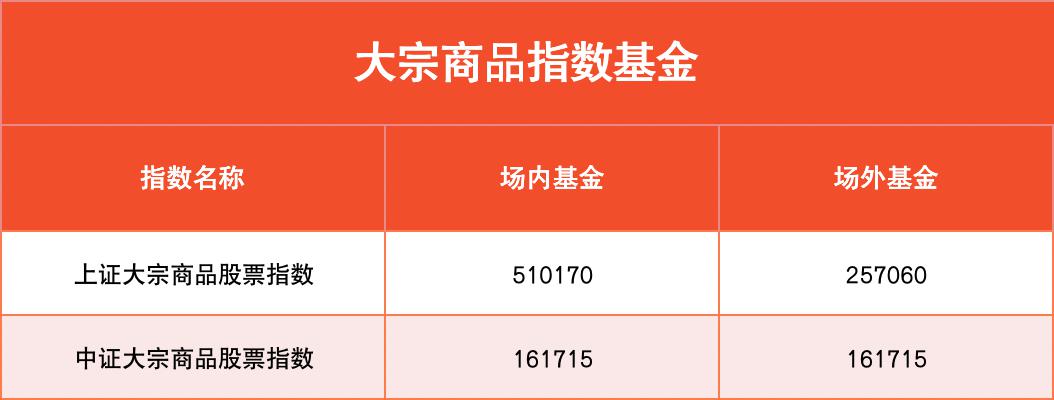 大宗商品指数基金
指数名称 场内基金 场外基金
上证大宗商品股票指数 510170 257060
中证大宗商品股票指数 161715 161715